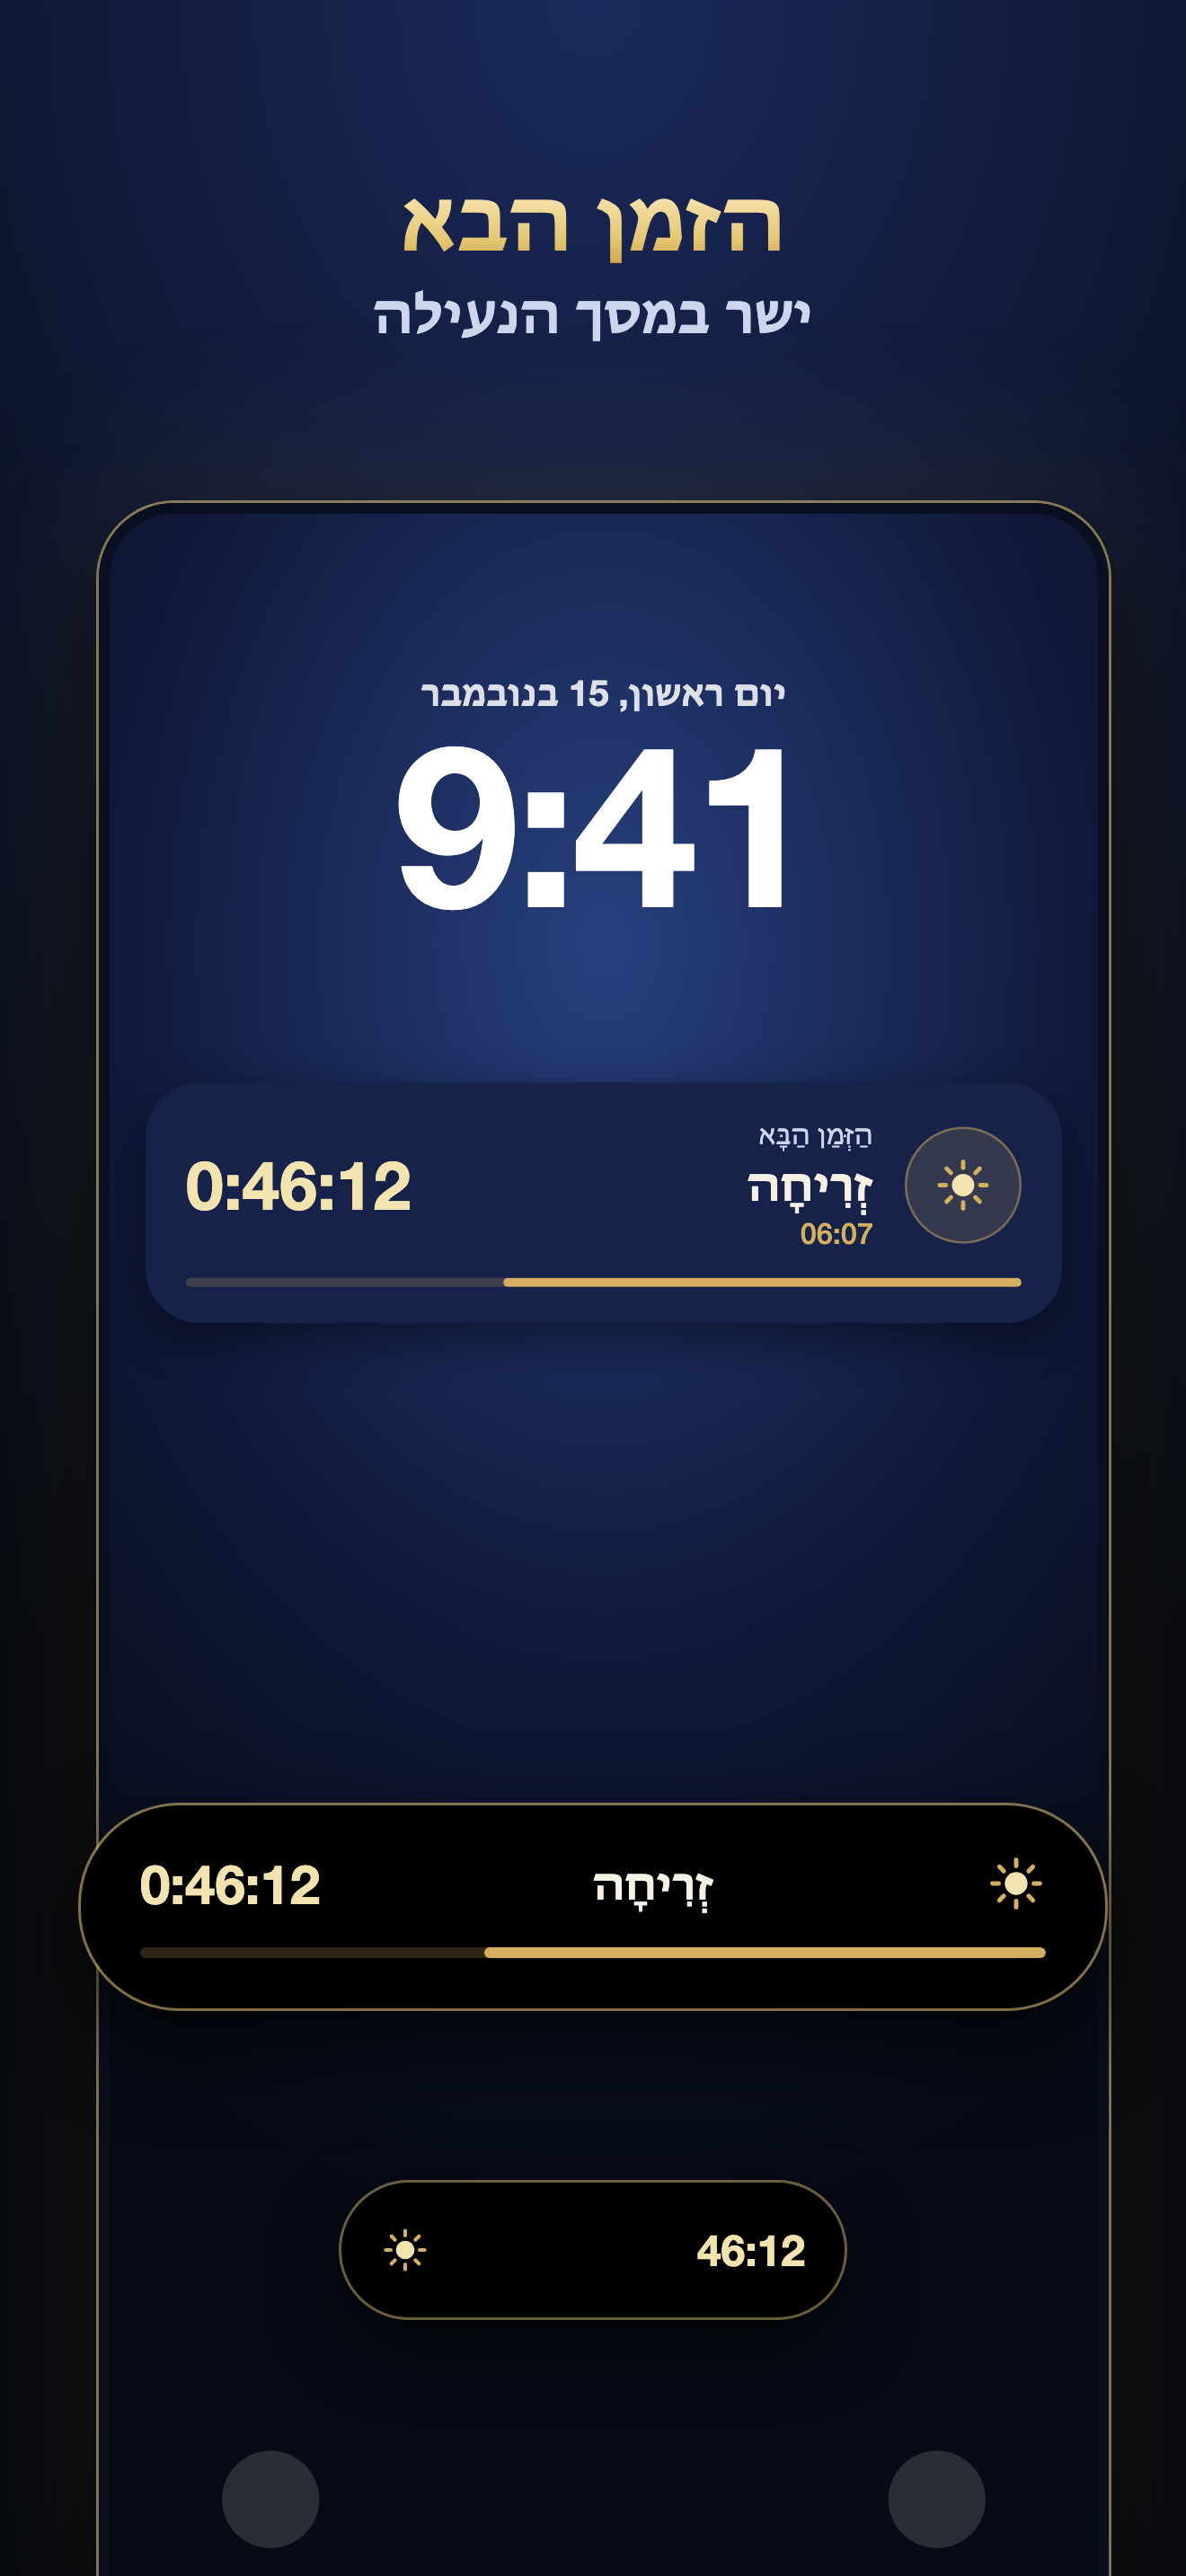 הזמן הבא
ישר במסך הנעילה
יום ראשון, 15 בנובמבר
9:41
הַזְּמַן הַבָּא
זְרִיחָה
06:07
0:46:12
זְרִיחָה
0:46:12
46:12